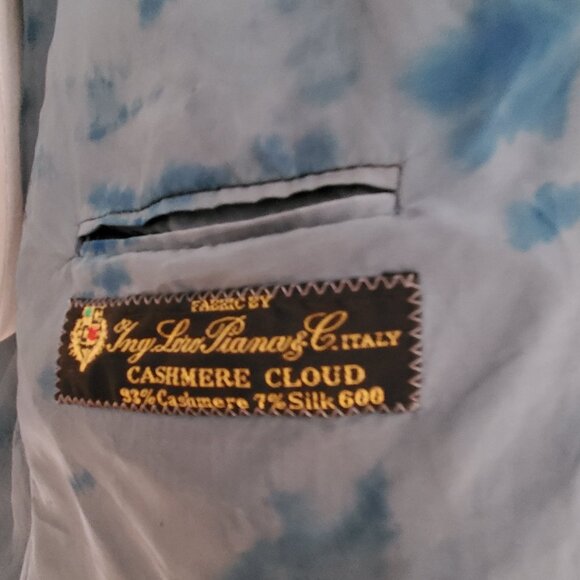 FABRIC BY
Ing. Loro Piana & C. ITALY
CASHMERE CLOUD
93% Cashmere 7% Silk 600